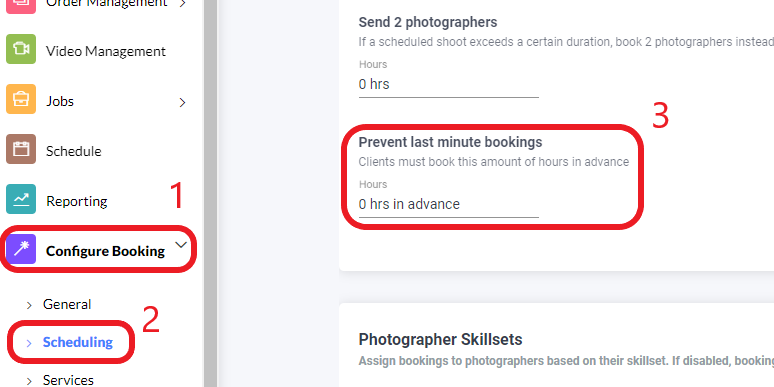 Order Management
Video Management
Jobs
Schedule
Reporting
1
Configure Booking
General
2
Scheduling
Services
Send 2 photographers
If a scheduled shoot exceeds a certain duration, book 2 photographers instead
Hours
0 hrs
3
Prevent last minute bookings
Clients must book this amount of hours in advance
Hours
0 hrs in advance
Photographer Skillsets
Assign bookings to photographers based on their skillset. If disabled, booking